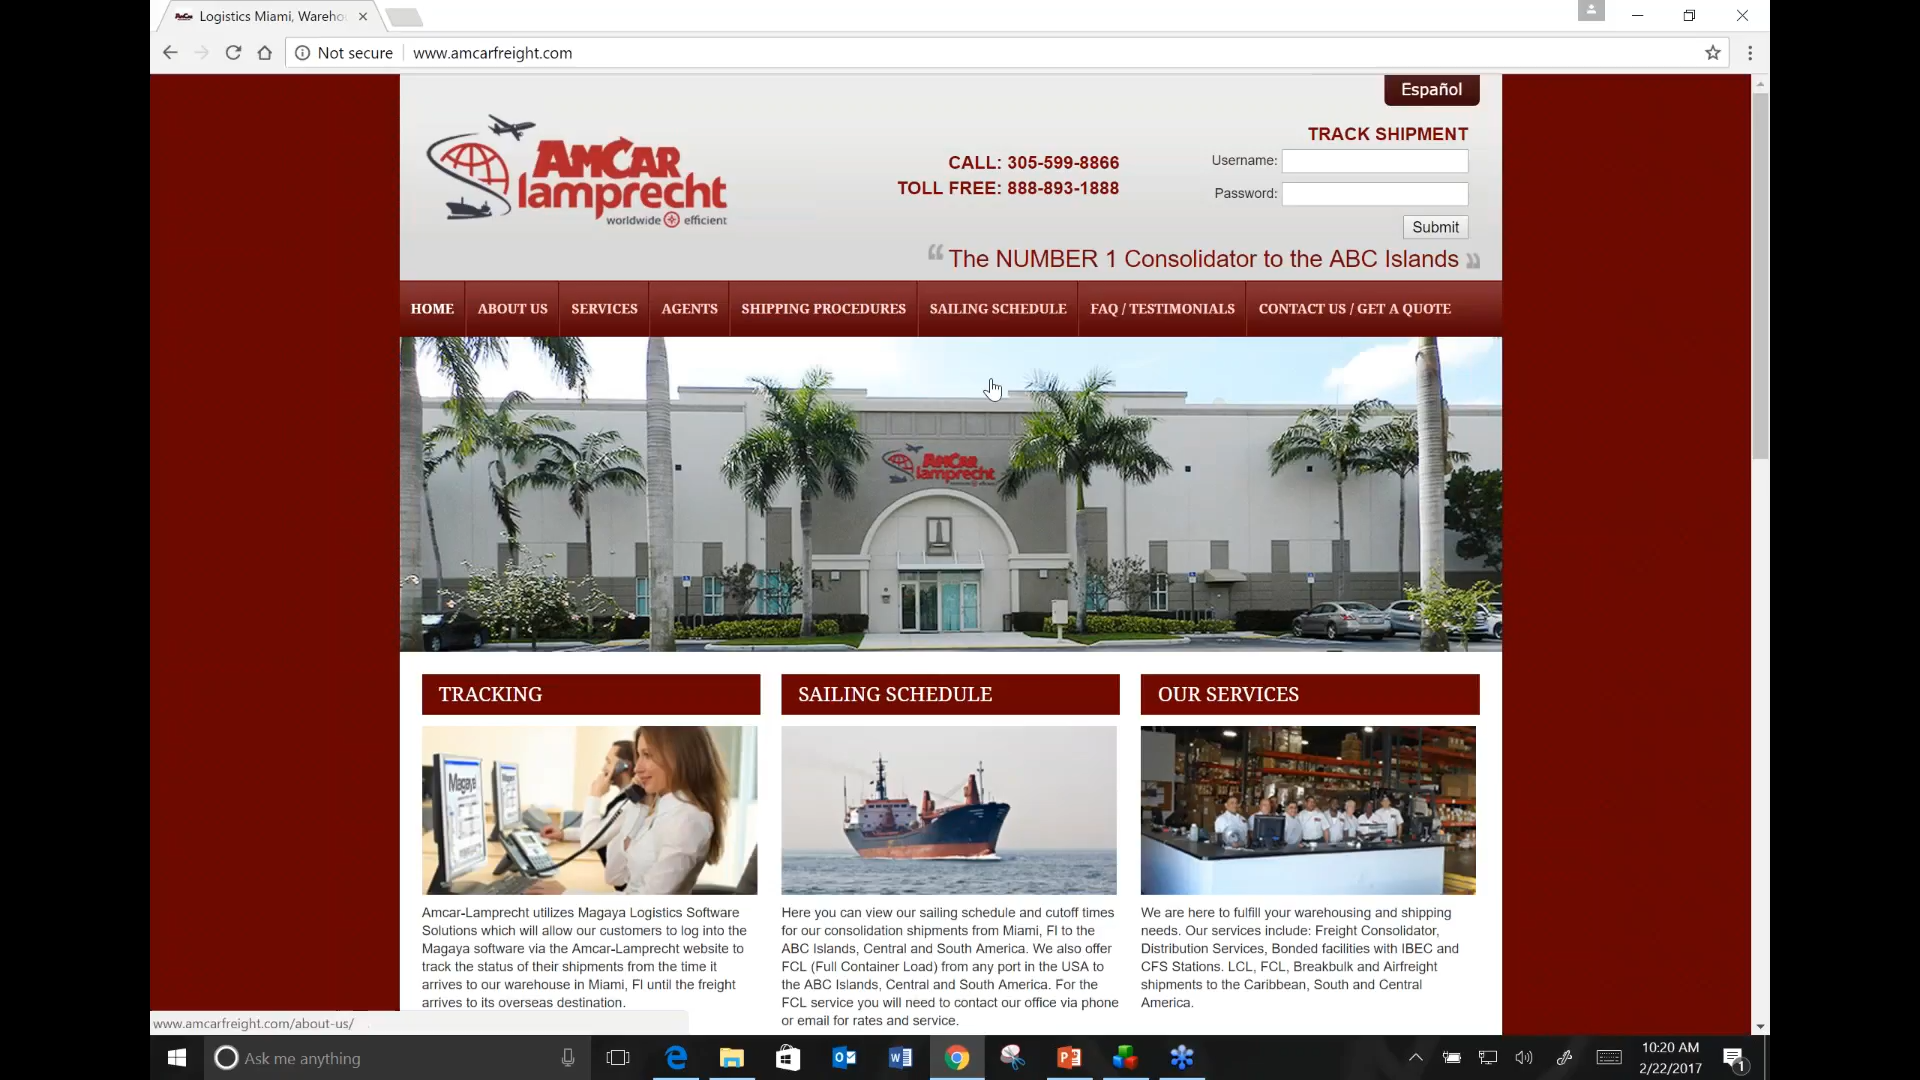 Logistics Miami, Wareho
Not secure
www.amcarfreight.com
Español
AMCAR
lamprecht
worldwide efficient
CALL: 305-599-8866
TOLL FREE: 888-893-1888
TRACK SHIPMENT
Username:
Password:
Submit
“ The NUMBER 1 Consolidator to the ABC Islands ”
HOME
ABOUT US
SERVICES
AGENTS
SHIPPING PROCEDURES
SAILING SCHEDULE
FAQ / TESTIMONIALS
CONTACT US / GET A QUOTE
AMCAR
lamprecht
TRACKING
SAILING SCHEDULE
OUR SERVICES
Magaya
Magaya
Amcar-Lamprecht utilizes Magaya Logistics Software
Solutions which will allow our customers to log into the
Magaya software via the Amcar-Lamprecht website to
track the status of their shipments from the time it
arrives to our warehouse in Miami, Fl until the freight
arrives to its overseas destination.
Here you can view our sailing schedule and cutoff times
for our consolidation shipments from Miami, Fl to the
ABC Islands, Central and South America. We also offer
FCL (Full Container Load) from any port in the USA to
the ABC Islands, Central and South America. For the
FCL service you will need to contact our office via phone
or email for rates and service.
We are here to fulfill your warehousing and shipping
needs. Our services include: Freight Consolidator,
Distribution Services, Bonded facilities with IBEC and
CFS Stations. LCL, FCL, Breakbulk and Airfreight
shipments to the Caribbean, South and Central
America.
www.amcarfreight.com/about-us/
Ask me anything
10:20 AM
2/22/2017
1